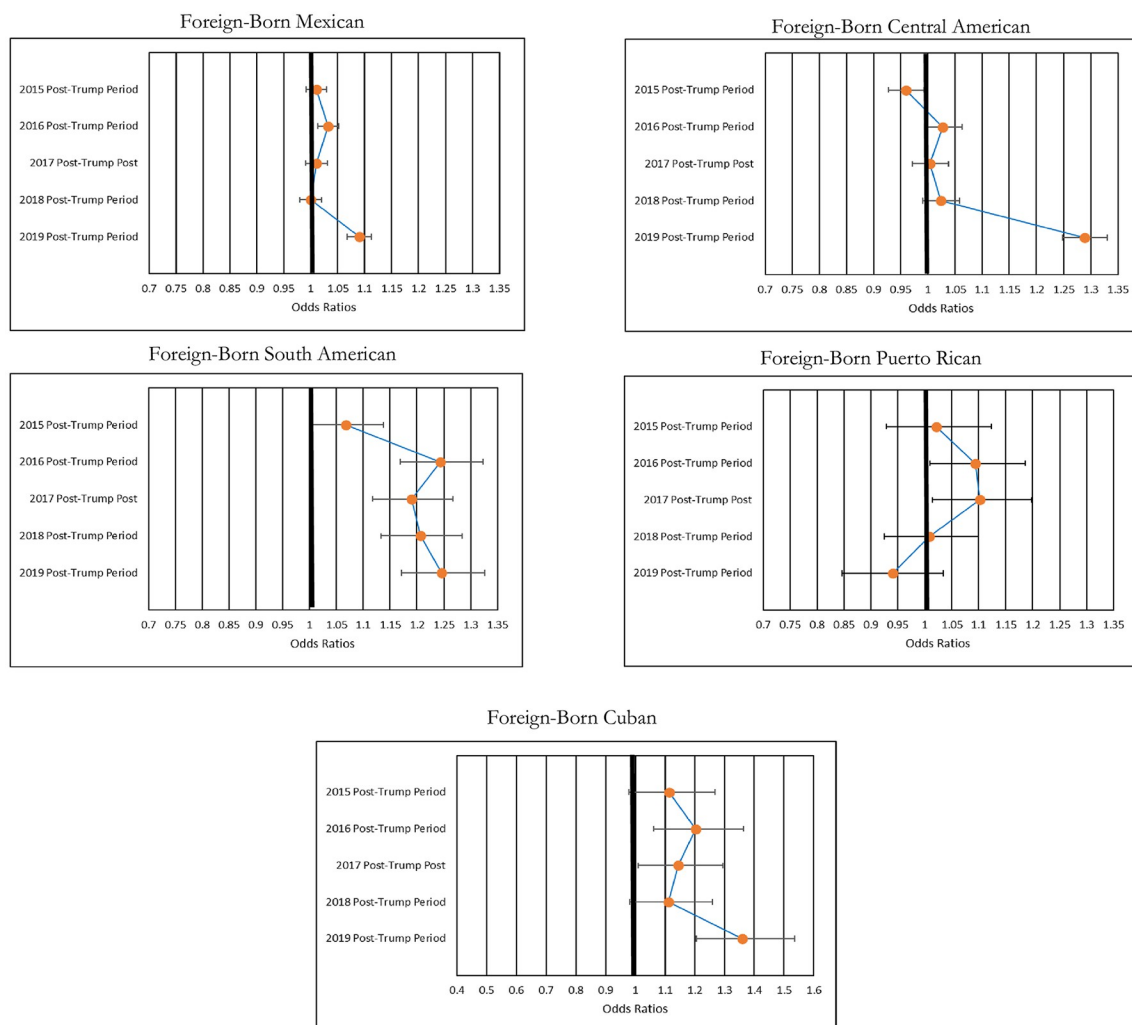 Foreign-Born Mexican
2015 Post-Trump Period
2016 Post-Trump Period
2017 Post-Trump Post
2018 Post-Trump Period
2019 Post-Trump Period
0.7 0.75 0.8 0.85 0.9 0.95 1 1.05 1.1 1.15 1.2 1.25 1.3 1.35
Odds Ratios
Foreign-Born Central American
2015 Post-Trump Period
2016 Post-Trump Period
2017 Post-Trump Post
2018 Post-Trump Period
2019 Post-Trump Period
0.7 0.75 0.8 0.85 0.9 0.95 1 1.05 1.1 1.15 1.2 1.25 1.3 1.35
Odds Ratios
Foreign-Born South American
2015 Post-Trump Period
2016 Post-Trump Period
2017 Post-Trump Post
2018 Post-Trump Period
2019 Post-Trump Period
0.7 0.75 0.8 0.85 0.9 0.95 1 1.05 1.1 1.15 1.2 1.25 1.3 1.35
Odds Ratios
Foreign-Born Puerto Rican
2015 Post-Trump Period
2016 Post-Trump Period
2017 Post-Trump Post
2018 Post-Trump Period
2019 Post-Trump Period
0.7 0.75 0.8 0.85 0.9 0.95 1 1.05 1.1 1.15 1.2 1.25 1.3 1.35
Odds Ratios
Foreign-Born Cuban
2015 Post-Trump Period
2016 Post-Trump Period
2017 Post-Trump Post
2018 Post-Trump Period
2019 Post-Trump Period
0.4 0.5 0.6 0.7 0.8 0.9 1 1.1 1.2 1.3 1.4 1.5 1.6
Odds Ratios